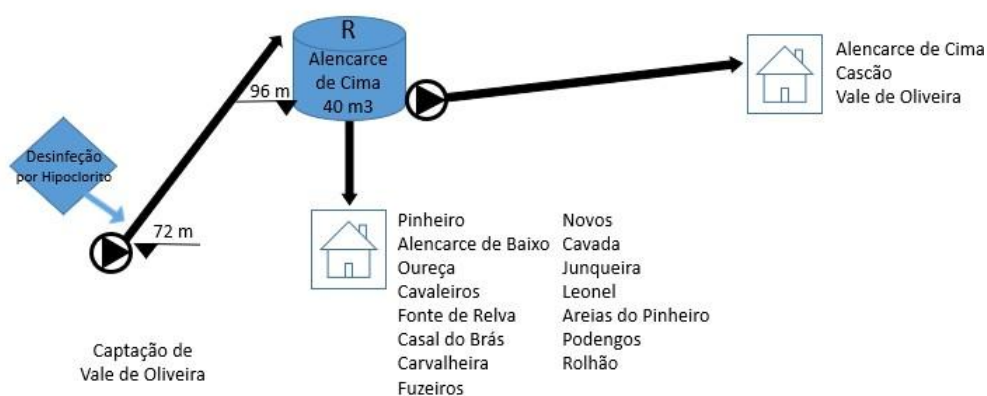 R
Alencarce
de Cima
40 m3
96 m
Alencarce de Cima
Cascão
Vale de Oliveira
Desinfeção
por Hipoclorito
72 m
Pinheiro
Alencarce de Baixo
Oureça
Cavaleiros
Fonte de Relva
Casal do Brás
Carvalheira
Fuzeiros
Novos
Cavada
Junqueira
Leonel
Areias do Pinheiro
Podengos
Rolhão
Captação de
Vale de Oliveira